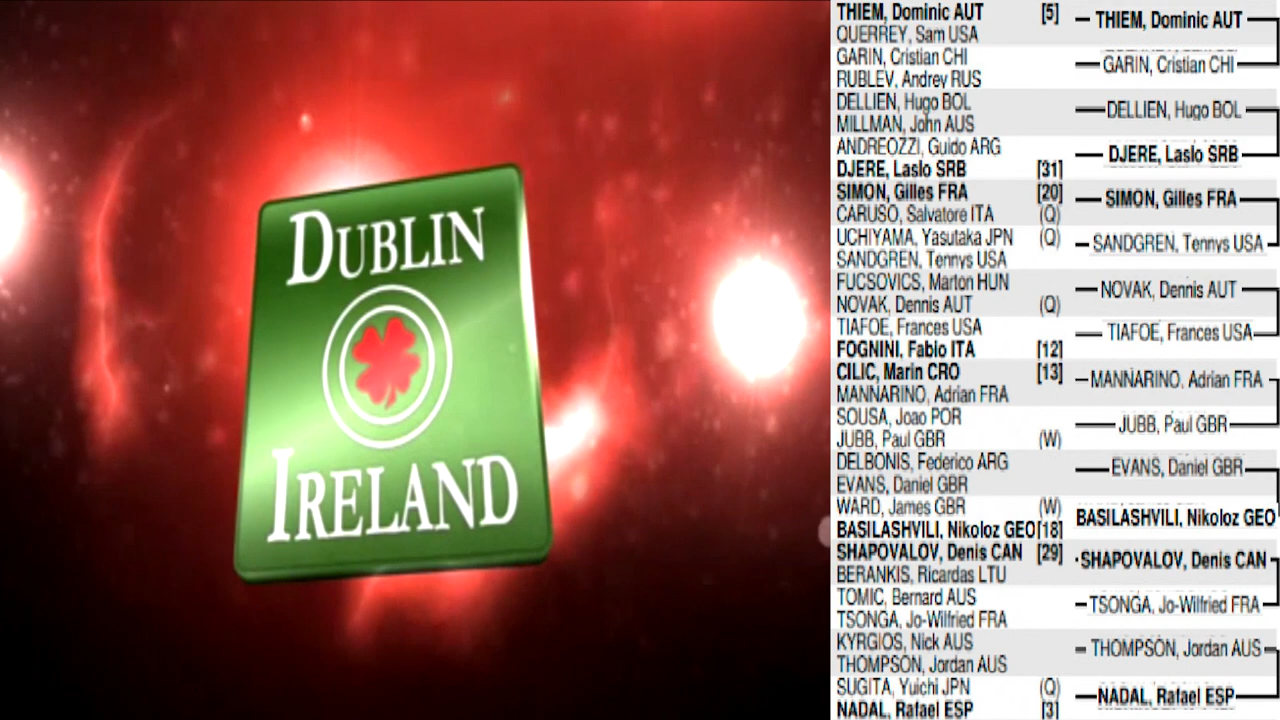 DUBLIN
IRELAND
THIEM, Dominic AUT [5]
QUERREY, Sam USA
GARIN, Cristian CHI
RUBLEV, Andrey RUS
DELLIEN, Hugo BOL
MILLMAN, John AUS
ANDREOZZI, Guido ARG
DJERE, Laslo SRB [31]
SIMON, Gilles FRA [20]
CARUSO, Salvatore ITA (Q)
UCHIYAMA, Yasutaka JPN (Q)
SANDGREN, Tennys USA
FUCSOVICS, Marton HUN
NOVAK, Dennis AUT (Q)
TIAFOE, Frances USA
FOGNINI, Fabio ITA [12]
CILIC, Marin CRO [13]
MANNARINO, Adrian FRA
SOUSA, Joao POR
JUBB, Paul GBR (W)
DELBONIS, Federico ARG
EVANS, Daniel GBR
WARD, James GBR (W)
BASILASHVILI, Nikoloz GEO[18]
SHAPOVALOV, Denis CAN [29]
BERANKIS, Ricardas LTU
TOMIC, Bernard AUS
TSONGA, Jo-Wilfried FRA
KYRGIOS, Nick AUS
THOMPSON, Jordan AUS
SUGITA, Yuichi JPN (Q)
NADAL, Rafael ESP [3]
THIEM, Dominic AUT
GARIN, Cristian CHI
DELLIEN, Hugo BOL
DJERE, Laslo SRB
SIMON, Gilles FRA
SANDGREN, Tennys USA
NOVAK, Dennis AUT
TIAFOE, Frances USA
MANNARINO, Adrian FRA
JUBB, Paul GBR
EVANS, Daniel GBR
BASILASHVILI, Nikoloz GEO
SHAPOVALOV, Denis CAN
TSONGA, Jo-Wilfried FRA
THOMPSON, Jordan AUS
NADAL, Rafael ESP